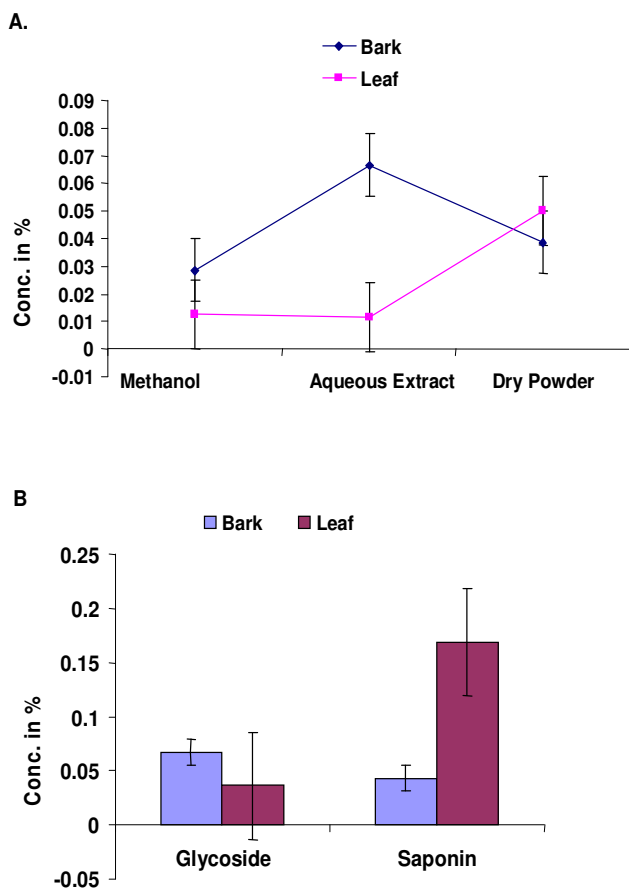 A.
Bark
Leaf
0.09
0.08
0.07
0.06
0.05
0.04
0.03
0.02
0.01
0
-0.01
Conc. in %
Methanol Aqueous Extract Dry Powder
B
Bark Leaf
0.25
0.2
0.15
0.1
0.05
0
-0.05
Conc. in %
Glycoside Saponin